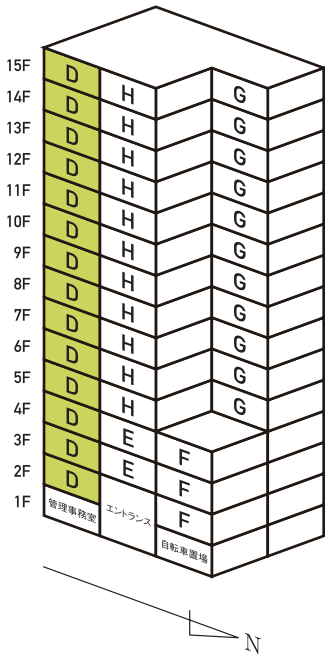 15F D H G
14F D H G
13F D H G
12F D H G
11F D H G
10F D H G
9F D H G
8F D H G
7F D H G
6F D H G
5F D H G
4F D E F
3F D E F
2F D F
1F 管理事務室 エントランス 自転車置場
N